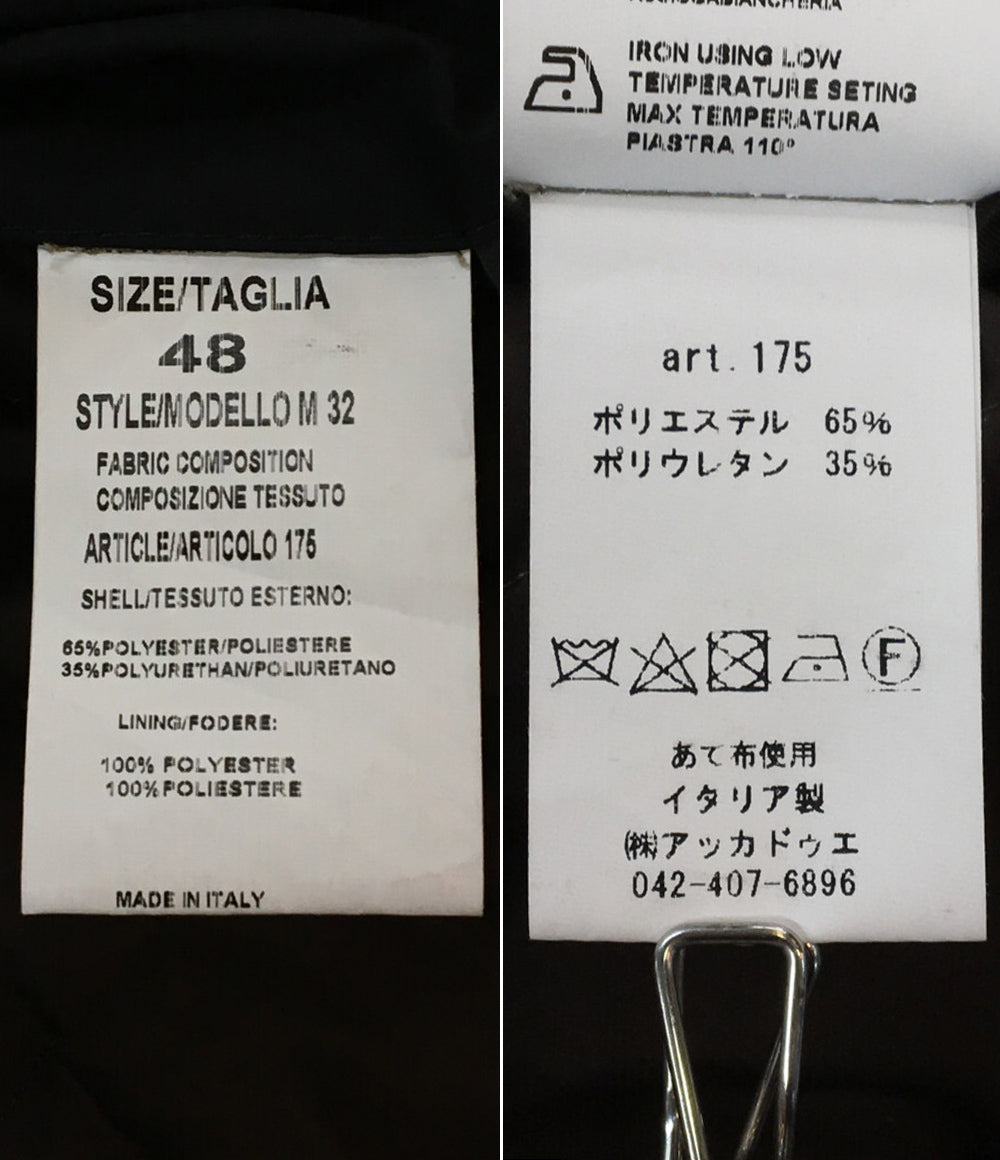 SIZE/TAGLIA
48
STYLE/MODELLO M 32
FABRIC COMPOSITION
COMPOSIZIONE TESSUTO
ARTICLE/ARTICOLO 175
SHELL/TESSUTO ESTERNO:
65%POLYESTER/POLIESTERE
35%POLYURETHAN/POLIURETANO
LINING/FODERE:
100% POLYESTER
100%POLIESTERE
MADE IN ITALY
IRON USING LOW
TEMPERATURE SETING
MAX TEMPERATURA
PIASTRA 110°
art. 175
ポリエステル 65%
ポリウレタン 35%
F
あて布使用
イタリア製
㈱アッカドゥエ
042-407-6896